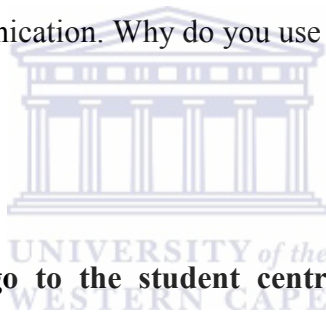 nication. Why do you use
UNIVERSITY of the
go to the student centr
WESTERN CAPE